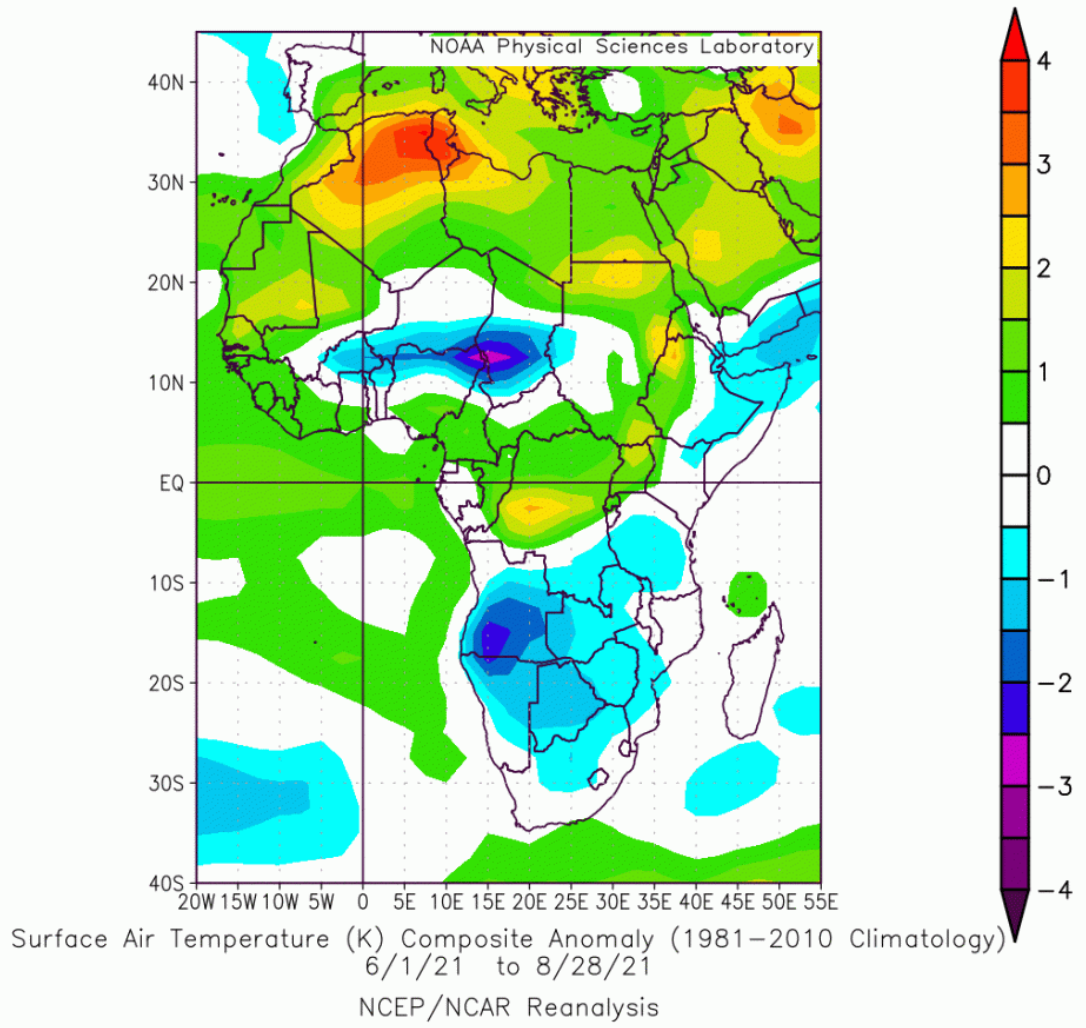 NOAA Physical Sciences Laboratory
40N
30N
20N
10N
EQ
10S
20S
30S
40S
20W 15W 10W 5W 0 5E 10E 15E 20E 25E 30E 35E 40E 45E 50E 55E
4
3
2
1
0
−1
−2
−3
−4
Surface Air Temperature (K) Composite Anomaly (1981−2010 Climatology)
6/1/21 to 8/28/21
NCEP/NCAR Reanalysis